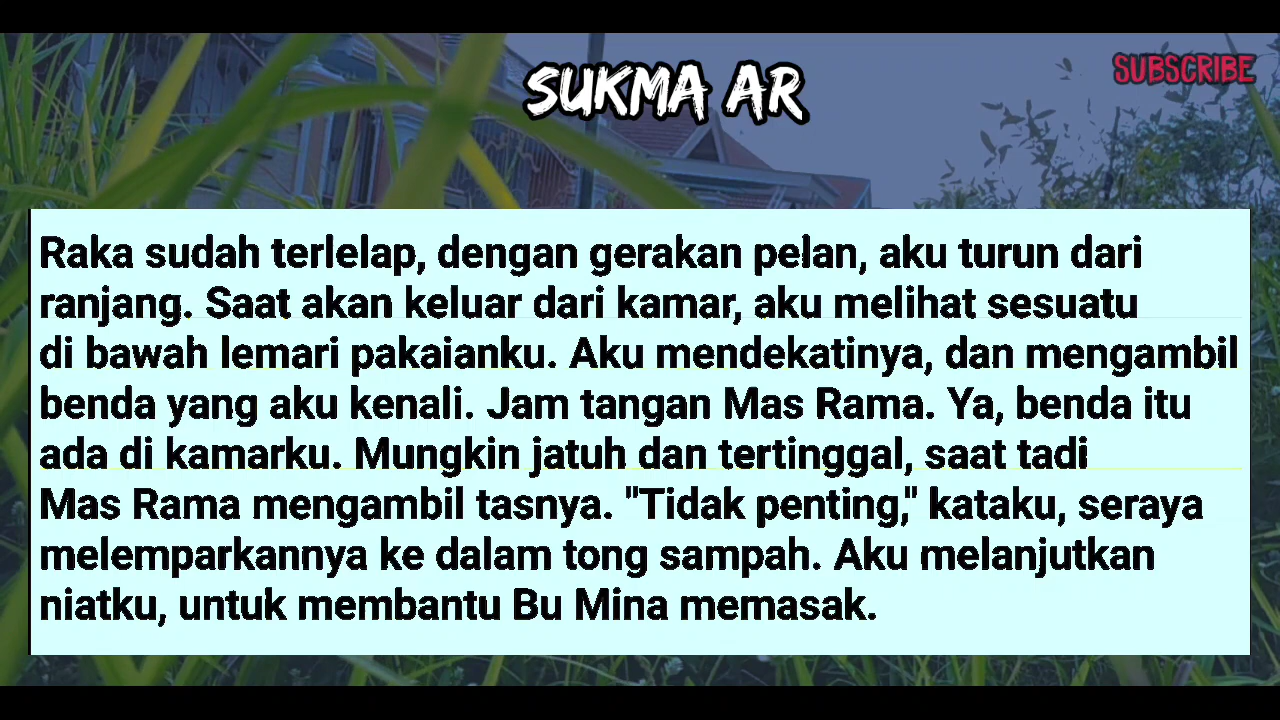 SUKMA AR
SUBSCRIBE
Raka sudah terlelap, dengan gerakan pelan, aku turun dari
ranjang. Saat akan keluar dari kamar, aku melihat sesuatu
di bawah lemari pakaianku. Aku mendekatinya, dan mengambil
benda yang aku kenali. Jam tangan Mas Rama. Ya, benda itu
ada di kamarku. Mungkin jatuh dan tertinggal, saat tadi
Mas Rama mengambil tasnya. "Tidak penting," kataku, seraya
melemparkannya ke dalam tong sampah. Aku melanjutkan
niatku, untuk membantu Bu Mina memasak.